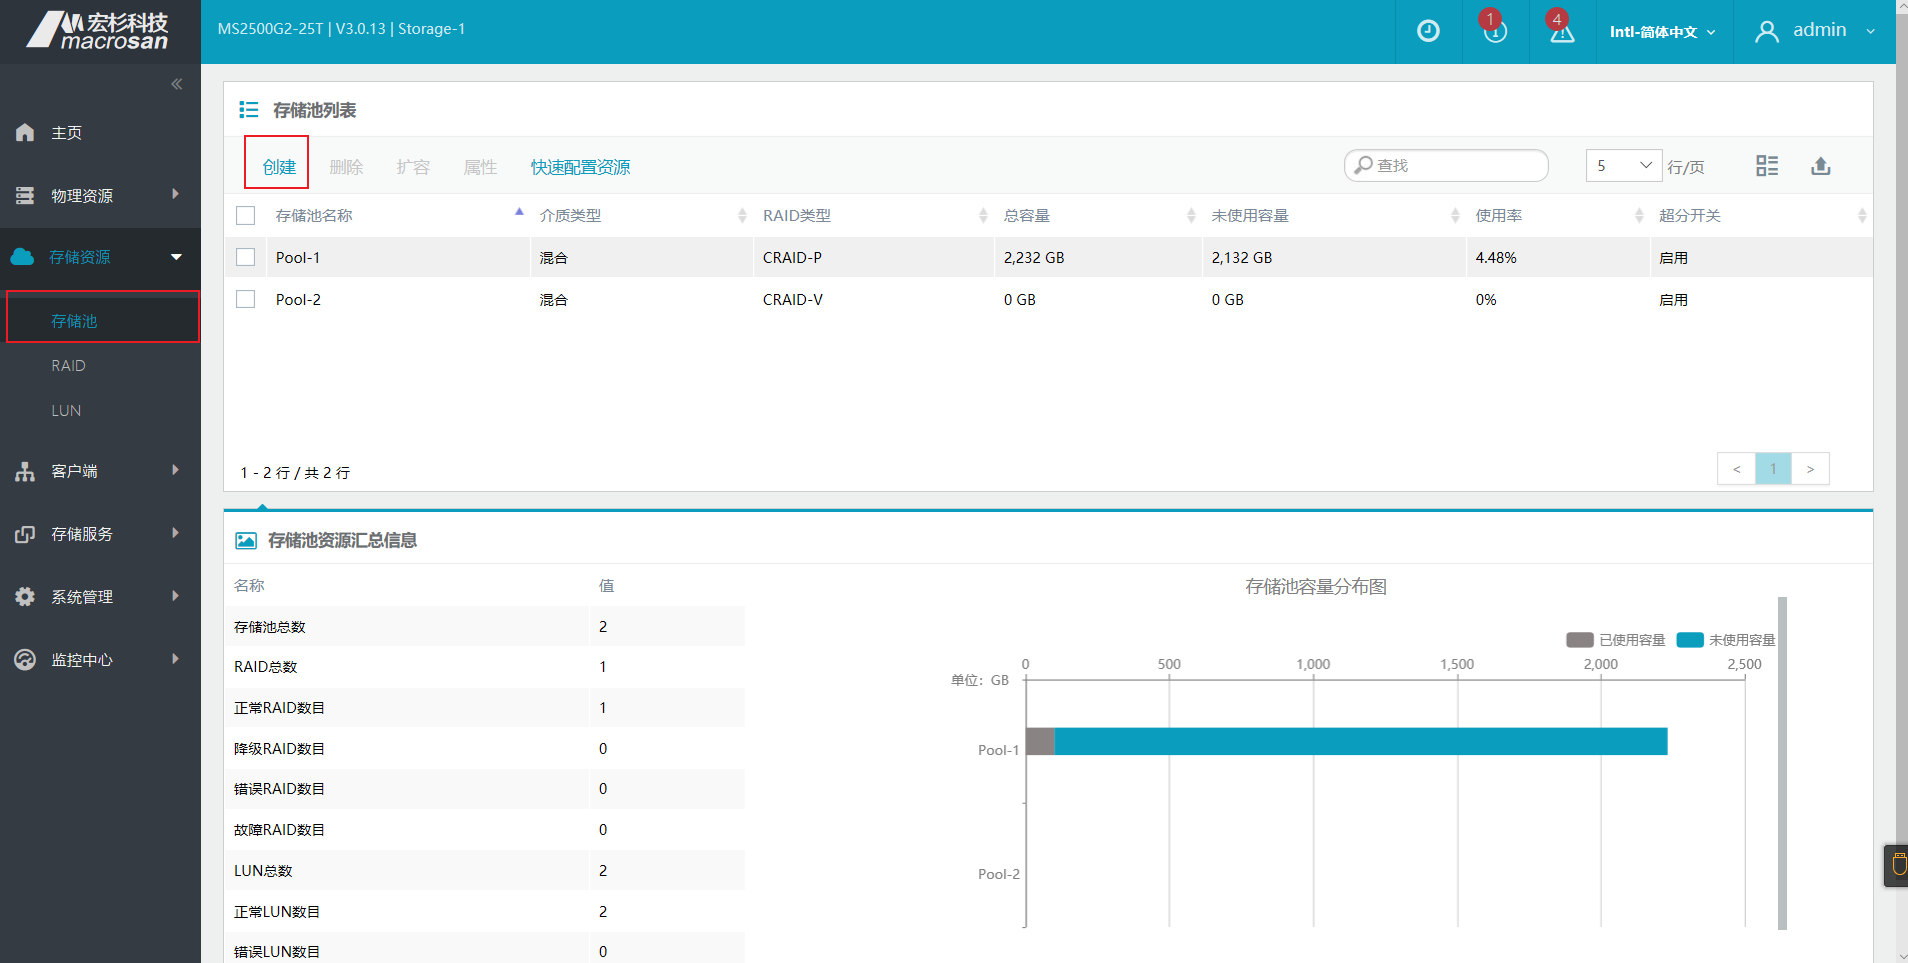 宏杉科技
macrosan
MS2500G2-25T | V3.0.13 | Storage-1
1
4
Intl-简体中文
admin
主页
物理资源
存储资源
存储池
RAID
LUN
客户端
存储服务
系统管理
监控中心
存储池列表
创建 删除 扩容 属性 快速配置资源
查找
5 行/页
存储池名称 介质类型 RAID类型 总容量 未使用容量 使用率 超分开关
Pool-1 混合 CRAID-P 2,232 GB 2,132 GB 4.48% 启用
Pool-2 混合 CRAID-V 0 GB 0 GB 0% 启用
1 - 2 行 / 共 2 行
< 1 >
存储池资源汇总信息
名称 值
存储池总数 2
RAID总数 1
正常RAID数目 1
降级RAID数目 0
错误RAID数目 0
故障RAID数目 0
LUN总数 2
正常LUN数目 2
错误LUN数目 0
存储池容量分布图
已使用容量 未使用容量
0 500 1,000 1,500 2,000 2,500
单位：GB
Pool-1
Pool-2